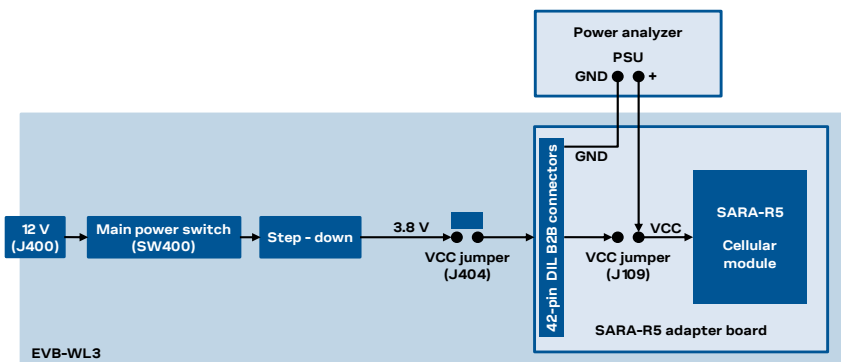 Power analyzer
PSU
GND
+
42-pin DIL B2B connectors
GND
12 V
(J400)
Main power switch
(SW400)
Step - down
3.8 V
VCC jumper
(J404)
VCC
VCC jumper
(J109)
SARA-R5
Cellular
module
SARA-R5 adapter board
EVB-WL3